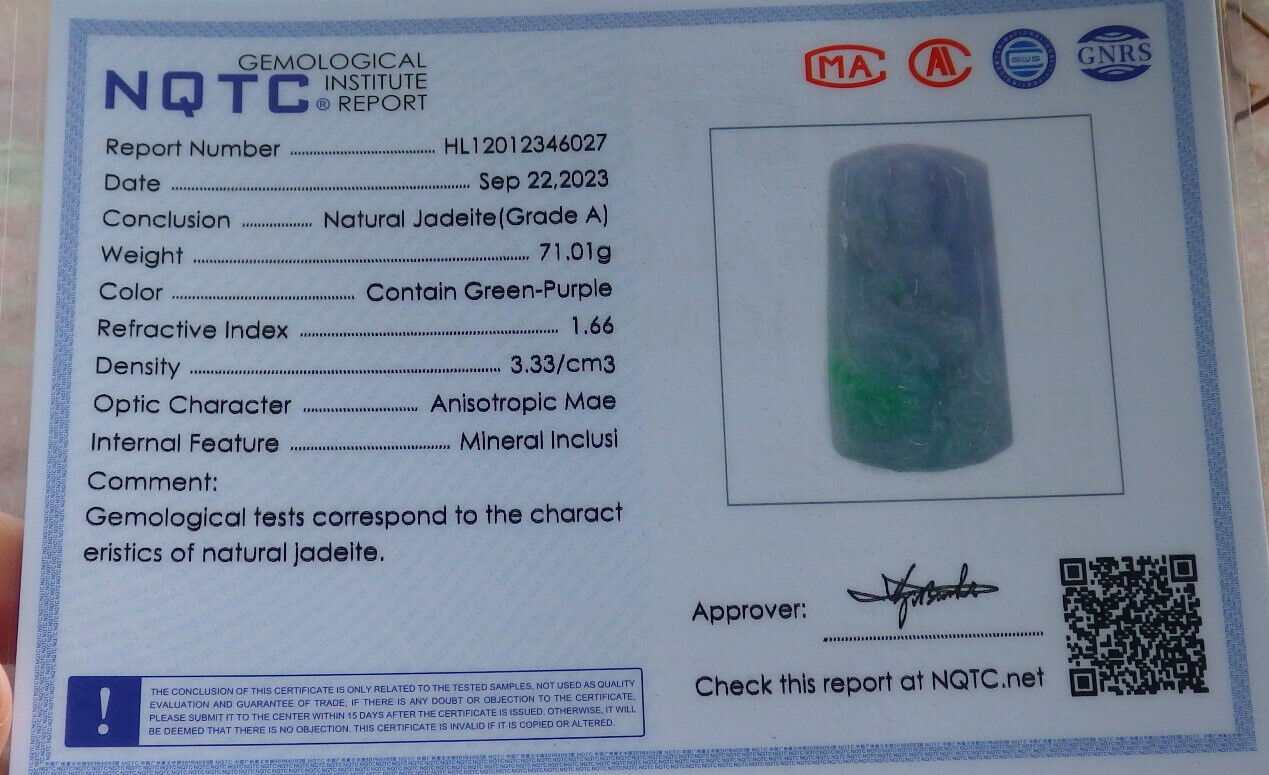 NQTC® GEMOLOGICAL INSTITUTE REPORT
MA
AL
GNRS
Report Number ........ HL12012346027
Date ........ Sep 22,2023
Conclusion ........ Natural Jadeite(Grade A)
Weight ........ 71.01g
Color ........ Contain Green-Purple
Refractive Index ........ 1.66
Density ........ 3.33/cm3
Optic Character ........ Anisotropic Mae
Internal Feature ........ Mineral Inclusi
Comment:
Gemological tests correspond to the charact
eristics of natural jadeite.
! THE CONCLUSION OF THIS CERTIFICATE IS ONLY RELATED TO THE TESTED SAMPLES, NOT USED AS QUALITY
EVALUATION AND GUARANTEE OF TRADE, IF THERE IS ANY DOUBT OR OBJECTION TO THE CERTIFICATE,
PLEASE SUBMIT IT TO THE CENTER WITHIN 15 DAYS AFTER THE CERTIFICATE IS ISSUED. OTHERWISE, IT WILL
BE DEEMED THAT THERE IS NO OBJECTION. THIS CERTIFICATE IS INVALID IF IT IS COPIED OR ALTERED.
Approver:
Check this report at NQTC.net